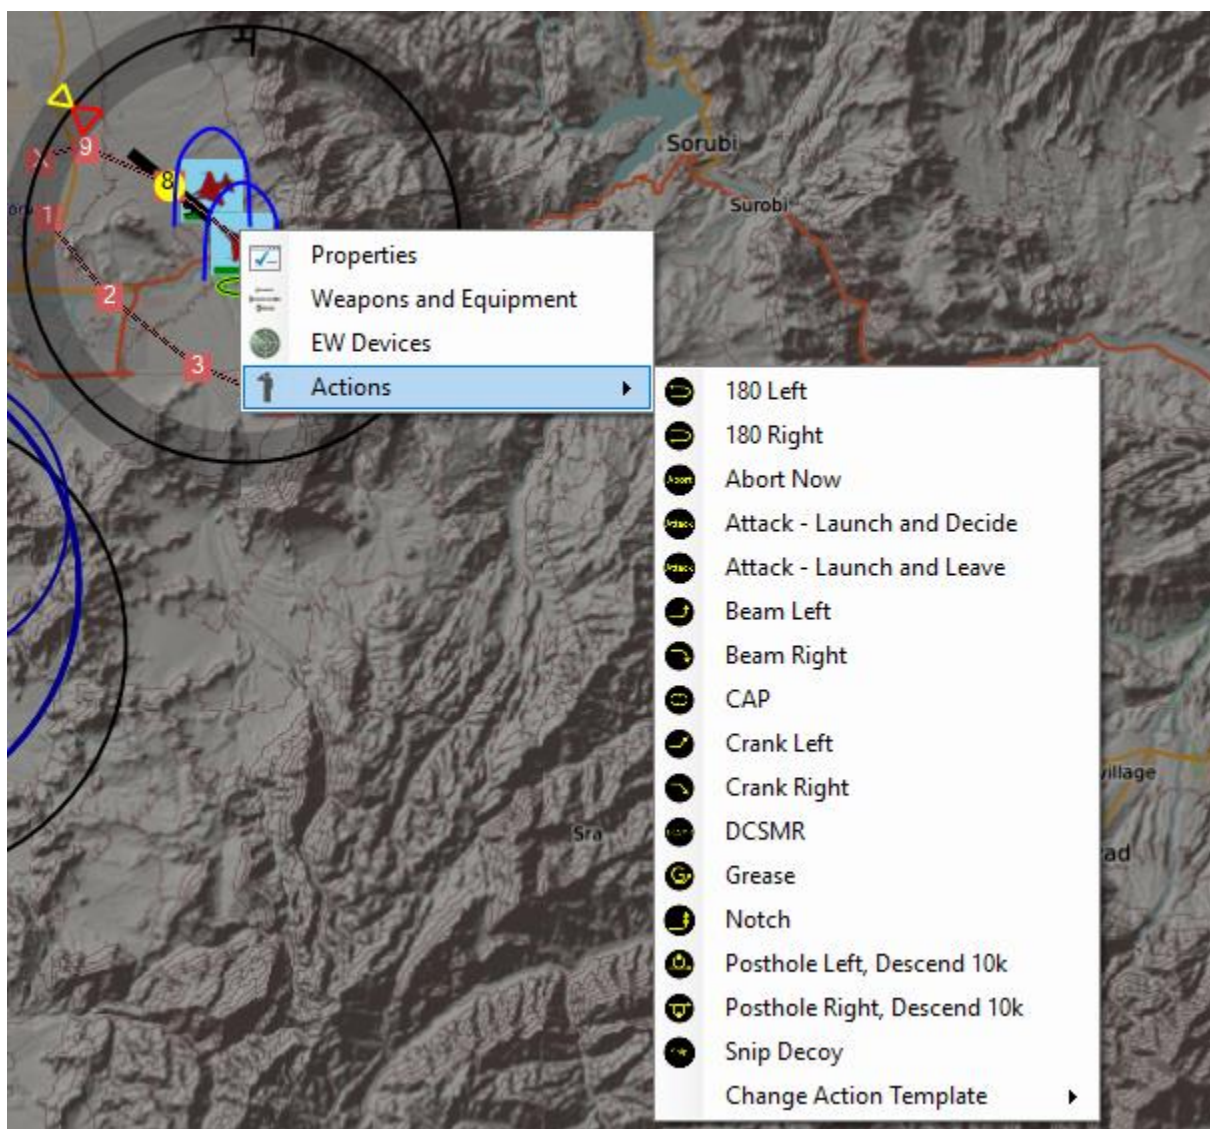 Sorubi
Surobi
9
8
1
2
3
Properties
Weapons and Equipment
EW Devices
Actions
180 Left
180 Right
Abort Now
Attack - Launch and Decide
Attack - Launch and Leave
Beam Left
Beam Right
CAP
Crank Left
Crank Right
DCSMR
Grease
Notch
Posthole Left, Descend 10k
Posthole Right, Descend 10k
Snip Decoy
Change Action Template
village
Sra
ad